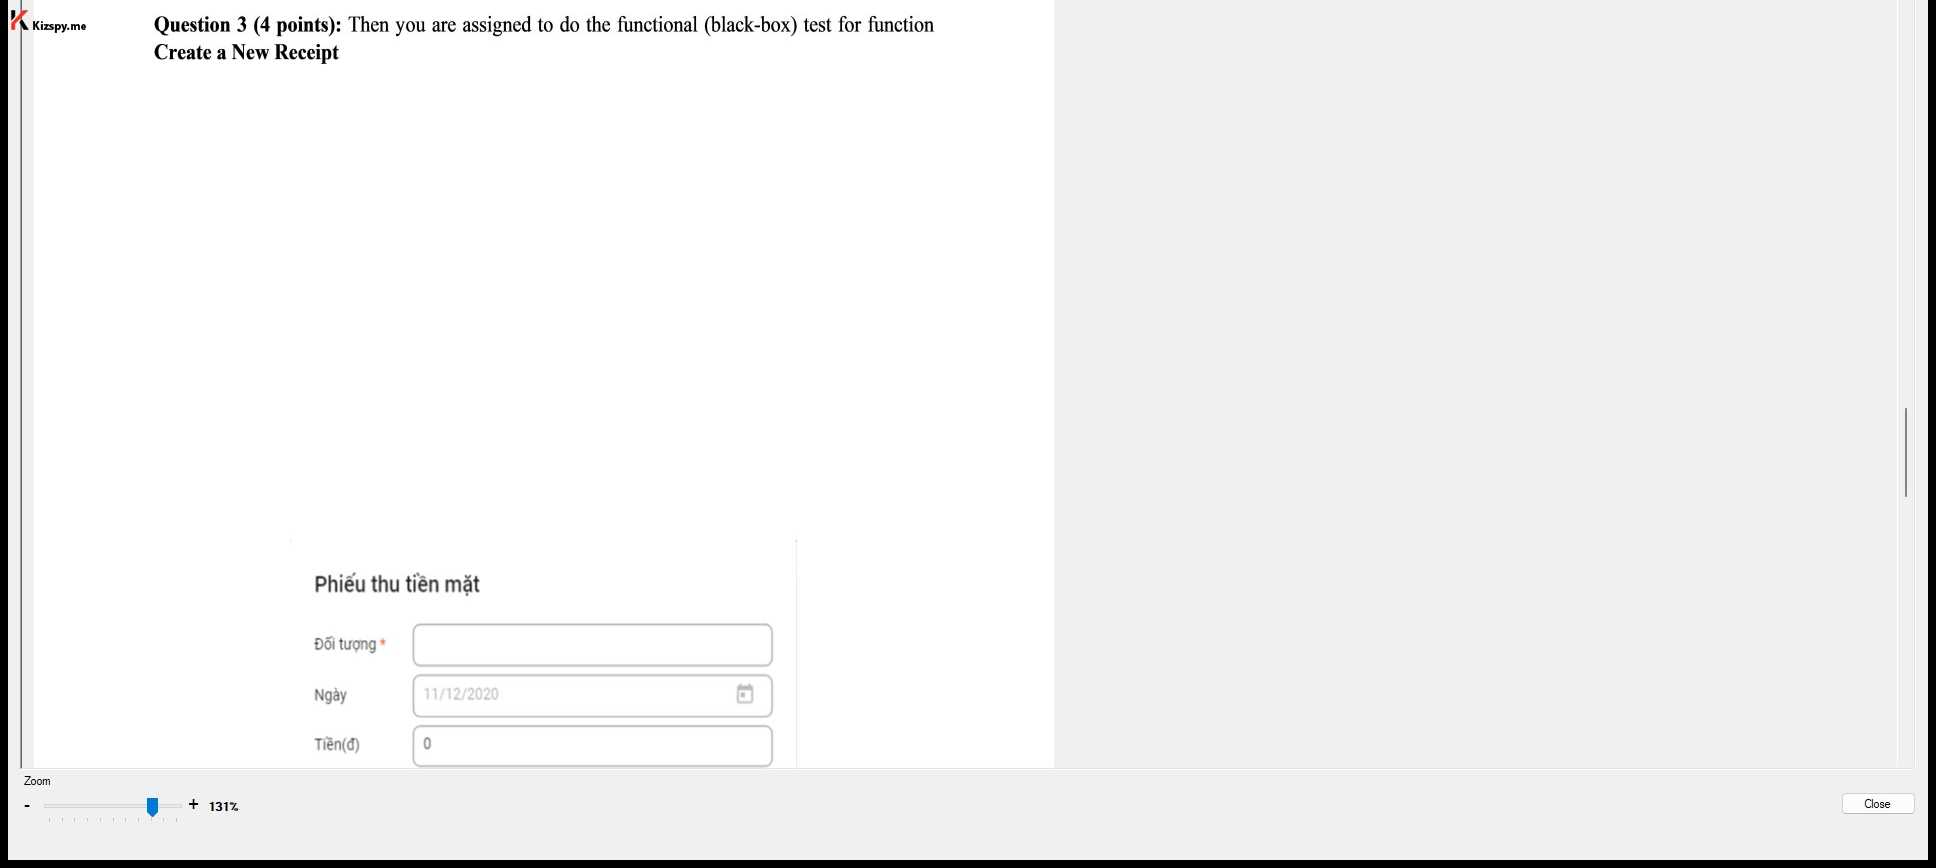 Kizspy.me
Question 3 (4 points): Then you are assigned to do the functional (black-box) test for function
Create a New Receipt
Phiếu thu tiền mặt
Đối tượng *
Ngày
11/12/2020
Tiền(đ)
0
Zoom
- + 131%
Close